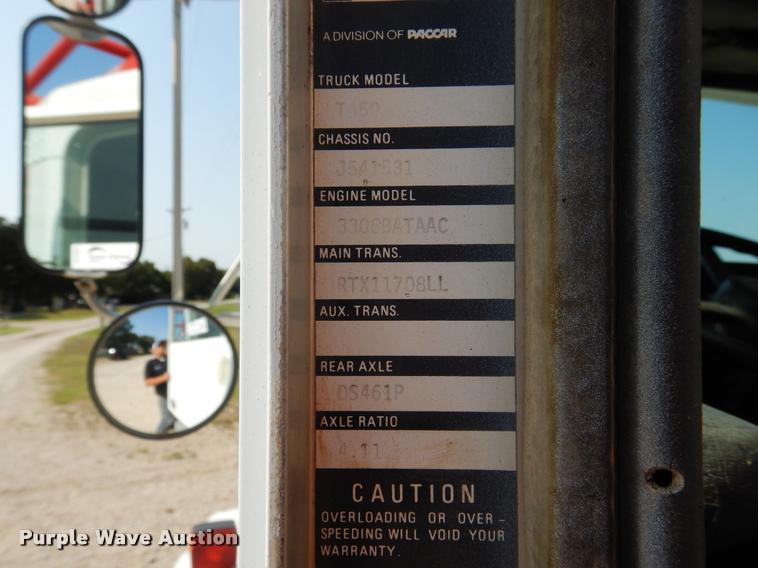 A DIVISION OF PACCAR
TRUCK MODEL
T450
CHASSIS NO.
J541631
ENGINE MODEL
3306BATAAC
MAIN TRANS.
RTX11708LL
AUX. TRANS.
REAR AXLE
DS461P
AXLE RATIO
4.11
CAUTION
OVERLOADING OR OVER-
SPEEDING WILL VOID YOUR
WARRANTY.
Purple Wave Auction